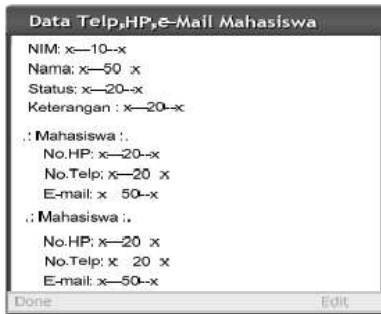 Data Telp,HP,e-Mail Mahasiswa
NIM: x—10--x
Nama: x—50 x
Status: x—20--x
Keterangan : x—20--x
.: Mahasiswa :.
No.HP: x—20--x
No.Telp: x—20 x
E-mail: x 50--x
.: Mahasiswa :.
No.HP: x—20 x
No.Telp: x 20 x
E-mail: x—50--x
Done Edit